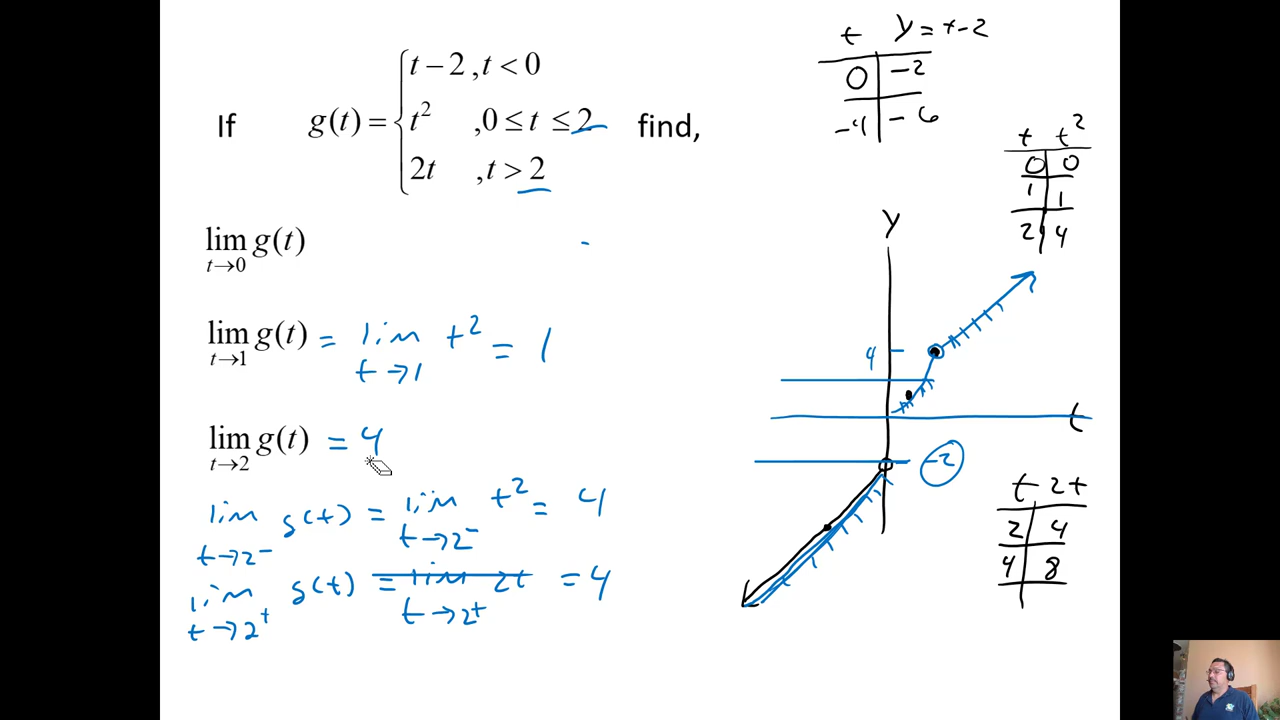 t y = t - 2
0 -2
-4 -6
If g(t) = { t - 2 , t < 0
t² , 0 ≤ t ≤ 2 find,
2t , t > 2
t t²
0 0
1 1
2 4
lim g(t)
t→0
lim g(t) = lim t² = 1
t→1 t→1
lim g(t) = 4
t→2
lim g(t) = lim t² = 4
t→2⁻ t→2⁻
lim g(t) = lim 2t = 4
t→2⁺ t→2⁺
y
4
t
-2
t 2t
2 4
4 8